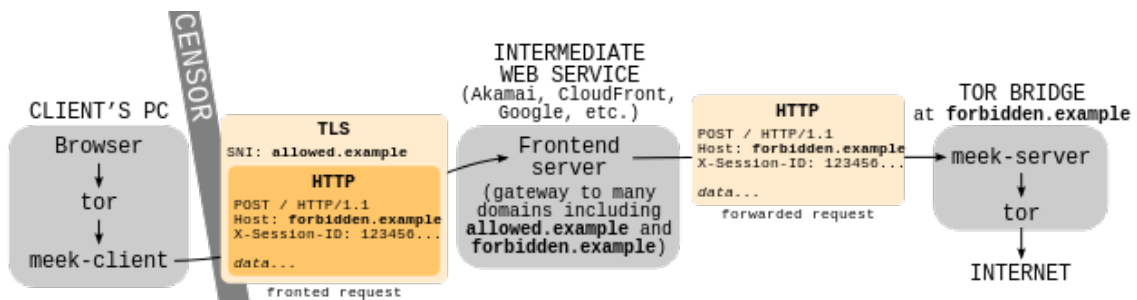 CLIENT'S PC
Browser
tor
meek-client
CENSOR
TLS
SNI: allowed.example
HTTP
POST / HTTP/1.1
Host: forbidden.example
X-Session-ID: 123456...
data...
fronted request
INTERMEDIATE
WEB SERVICE
(Akamai, CloudFront,
Google, etc.)
Frontend
server
(gateway to many
domains including
allowed.example and
forbidden.example)
HTTP
POST / HTTP/1.1
Host: forbidden.example
X-Session-ID: 123456...
data...
forwarded request
TOR BRIDGE
at forbidden.example
meek-server
tor
INTERNET